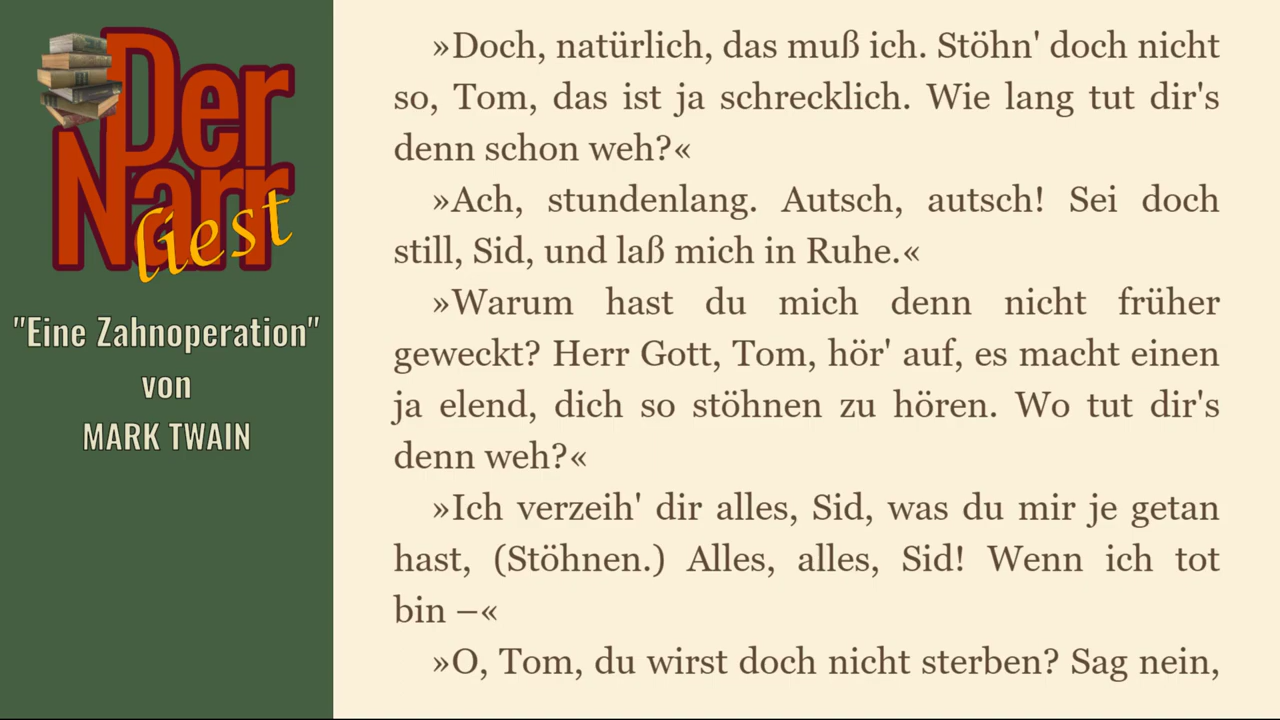 Der
Narr
liest
"Eine Zahnoperation"
von
MARK TWAIN
»Doch, natürlich, das muß ich. Stöhn' doch nicht
so, Tom, das ist ja schrecklich. Wie lang tut dir's
denn schon weh?«
»Ach, stundenlang. Autsch, autsch! Sei doch
still, Sid, und laß mich in Ruhe.«
»Warum hast du mich denn nicht früher
geweckt? Herr Gott, Tom, hör' auf, es macht einen
ja elend, dich so stöhnen zu hören. Wo tut dir's
denn weh?«
»Ich verzeih' dir alles, Sid, was du mir je getan
hast, (Stöhnen.) Alles, alles, Sid! Wenn ich tot
bin –«
»O, Tom, du wirst doch nicht sterben? Sag nein,